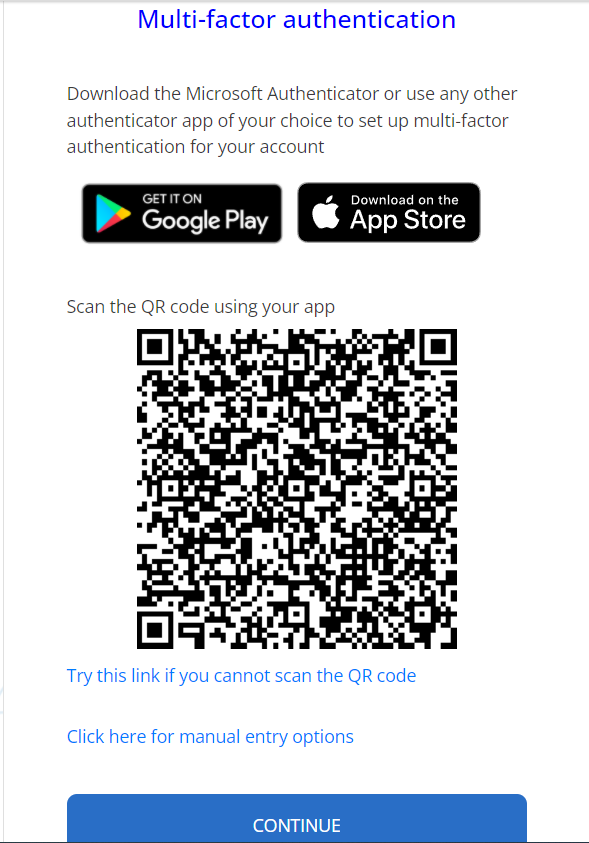 Multi-factor authentication
Download the Microsoft Authenticator or use any other
authenticator app of your choice to set up multi-factor
authentication for your account
GET IT ON
Google Play
Download on the
App Store
Scan the QR code using your app
Try this link if you cannot scan the QR code
Click here for manual entry options
CONTINUE